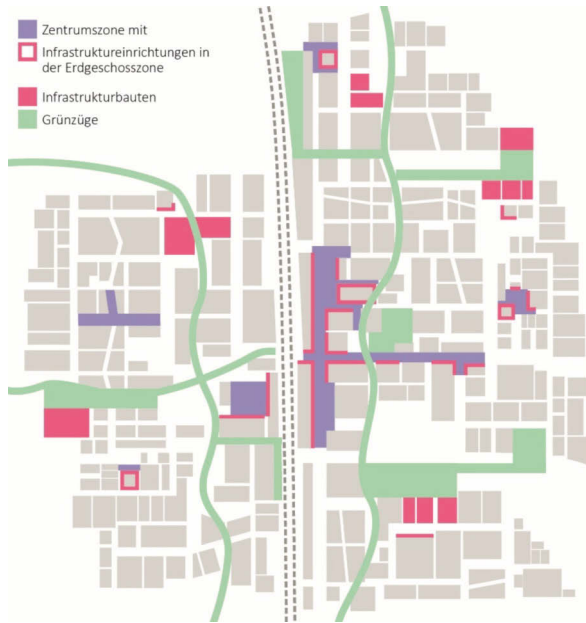 Zentrumszone mit
Infrastruktureinrichtungen in
der Erdgeschosszone
Infrastrukturbauten
Grünzüge